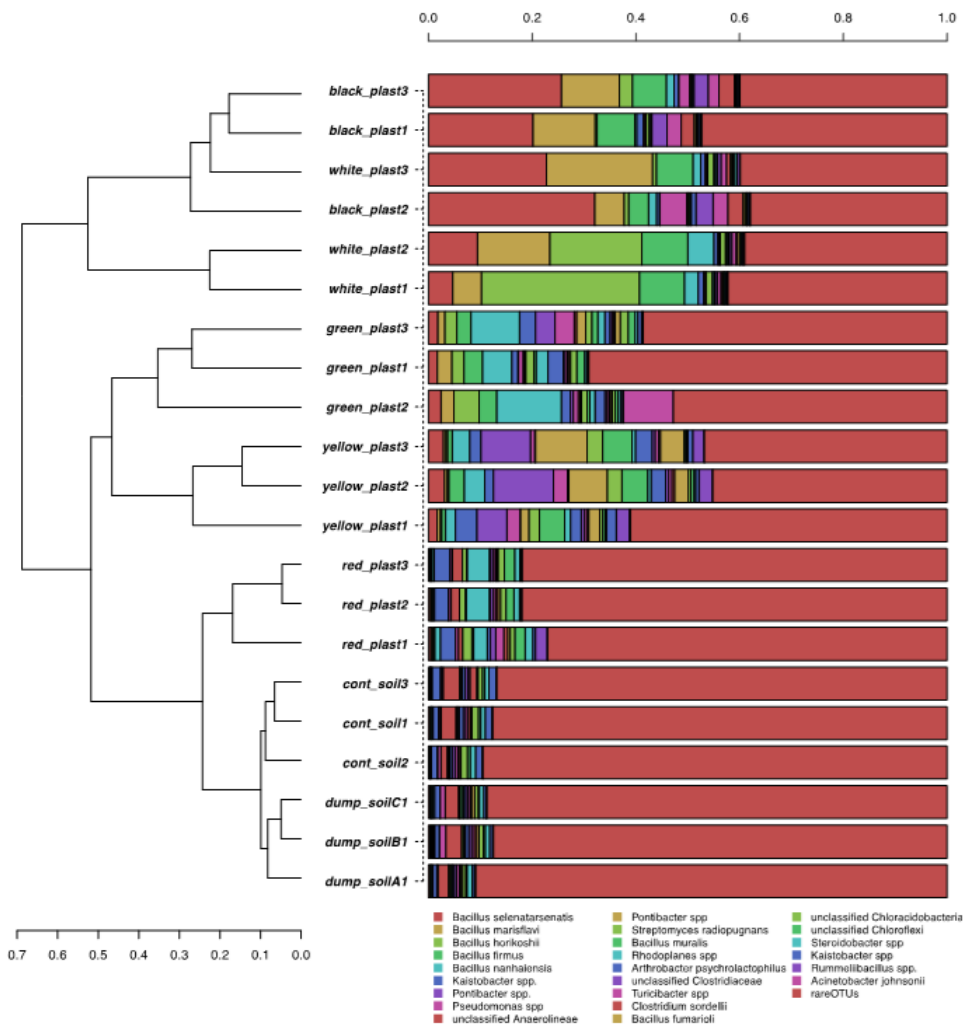 0.0 0.2 0.4 0.6 0.8 1.0
black_plast3
black_plast1
white_plast3
black_plast2
white_plast2
white_plast1
green_plast3
green_plast1
green_plast2
yellow_plast3
yellow_plast2
yellow_plast1
red_plast3
red_plast2
red_plast1
cont_soil3
cont_soil1
cont_soil2
dump_soilC1
dump_soilB1
dump_soilA1
0.7 0.6 0.5 0.4 0.3 0.2 0.1 0.0
Bacillus selenatarsenatis
Bacillus marisflavi
Bacillus horikoshii
Bacillus firmus
Bacillus nanhaiensis
Kaistobacter spp.
Pontibacter spp.
Pseudomonas spp
unclassified Anaerolineae
Pontibacter spp
Streptomyces radiopugnans
Bacillus muralis
Rhodoplanes spp
Arthrobacter psychrolactophilus
unclassified Clostridiaceae
Turicibacter spp
Clostridium sordellii
Bacillus fumarioli
unclassified Chloracidobacteria
unclassified Chloroflexi
Steroidobacter spp
Kaistobacter spp
Rummeliibacillus spp.
Acinetobacter johnsonii
rareOTUs